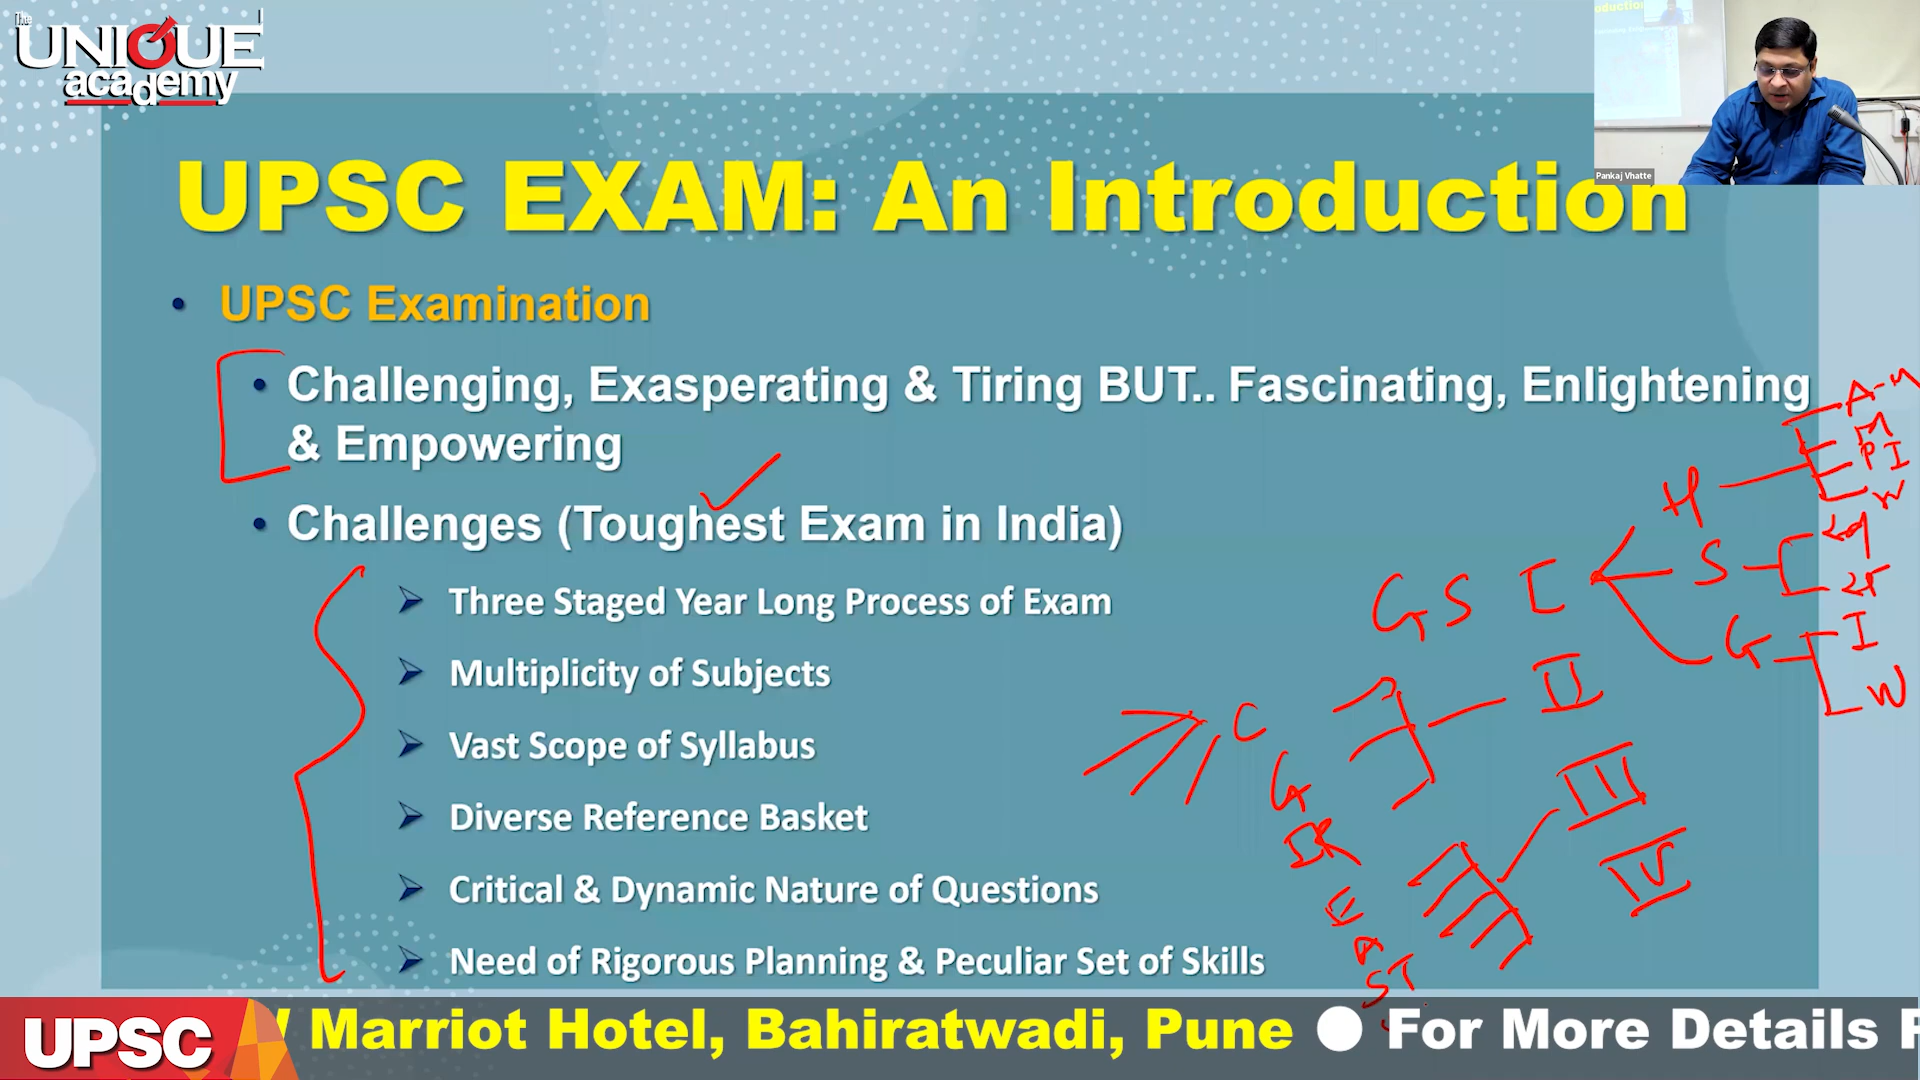 The
UNIQUE
academy
Pankaj Vhatte
UPSC EXAM: An Introduction
• UPSC Examination
• Challenging, Exasperating & Tiring BUT.. Fascinating, Enlightening
& Empowering
• Challenges (Toughest Exam in India)
➢ Three Staged Year Long Process of Exam
➢ Multiplicity of Subjects
➢ Vast Scope of Syllabus
➢ Diverse Reference Basket
➢ Critical & Dynamic Nature of Questions
➢ Need of Rigorous Planning & Peculiar Set of Skills
A-M
M
PI
W
H
S
GS I
G
I
W
II
C
G
IR
III
IV
E
A
ST
UPSC
Marriot Hotel, Bahiratwadi, Pune ● For More Details